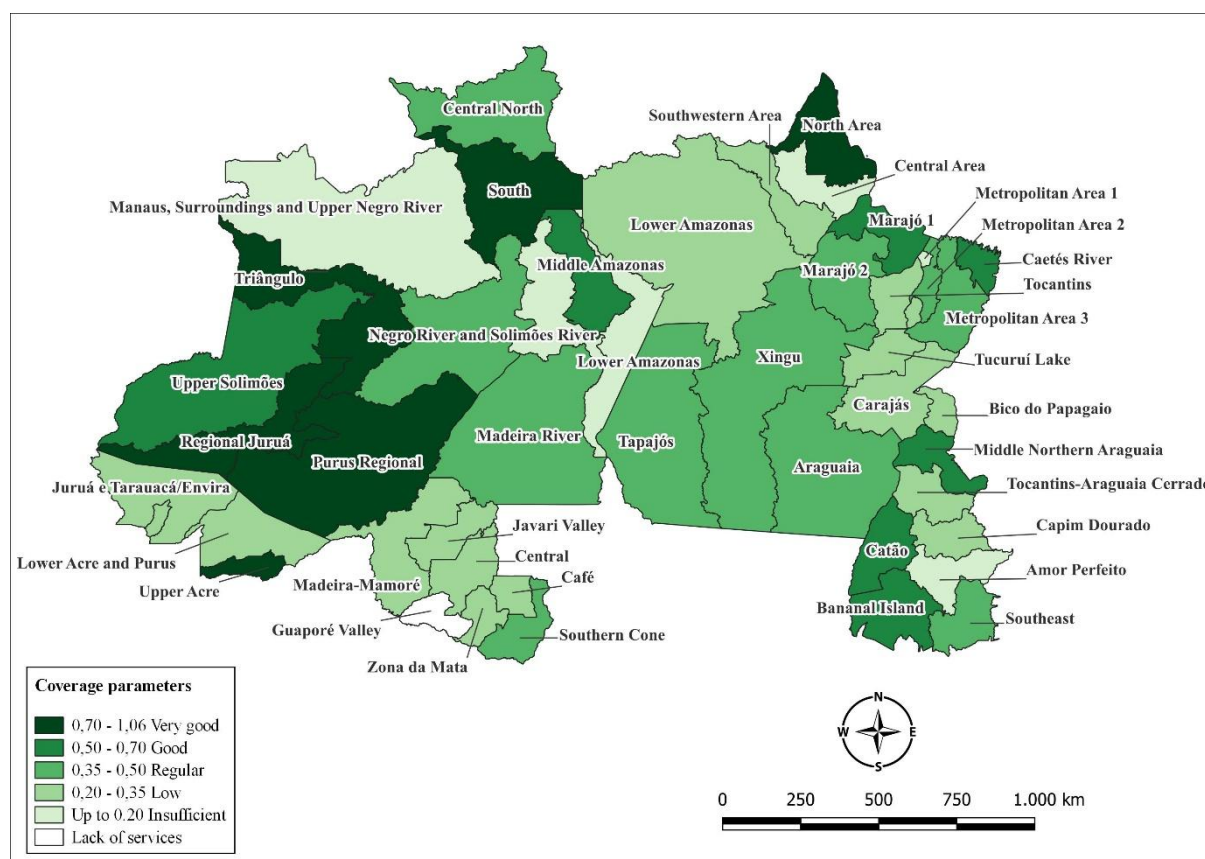 Central North
Southwestern Area
North Area
Central Area
South
Metropolitan Area 1
Manaus, Surroundings and Upper Negro River
Marajó 1
Metropolitan Area 2
Lower Amazonas
Middle Amazonas
Marajó 2
Caetés River
Triângulo
Tocantins
Negro River and Solimões River
Metropolitan Area 3
Lower Amazonas
Xingu
Tucuruí Lake
Upper Solimões
Carajás
Bico do Papagaio
Regional Juruá
Madeira River
Tapajós
Middle Northern Araguaia
Purus Regional
Araguaia
Juruá e Tarauacá/Envira
Tocantins-Araguaia Cerrado
Javari Valley
Capim Dourado
Catão
Lower Acre and Purus
Central
Amor Perfeito
Upper Acre
Madeira-Mamoré
Café
Bananal Island
Southeast
Guaporé Valley
Southern Cone
Zona da Mata
Coverage parameters
0,70 - 1,06 Very good
0,50 - 0,70 Good
0,35 - 0,50 Regular
0,20 - 0,35 Low
Up to 0.20 Insufficient
Lack of services
N
W E
S
0 250 500 750 1.000 km